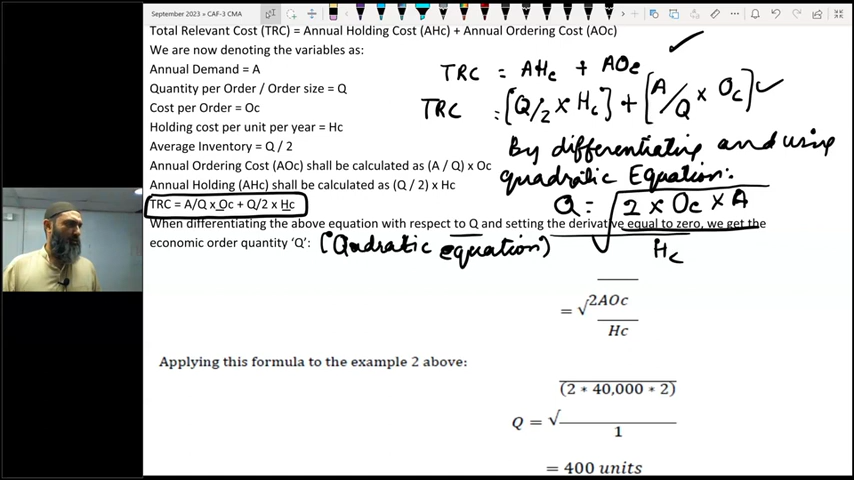 September 2023 » CAF-3 CMA
Total Relevant Cost (TRC) = Annual Holding Cost (AHc) + Annual Ordering Cost (AOc)
We are now denoting the variables as:
Annual Demand = A
Quantity per Order / Order size = Q
Cost per Order = Oc
Holding cost per unit per year = Hc
Average Inventory = Q / 2
Annual Ordering Cost (AOc) shall be calculated as (A / Q) x Oc
Annual Holding (AHc) shall be calculated as (Q / 2) x Hc
TRC = A/Q x Oc + Q/2 x Hc
When differentiating the above equation with respect to Q and setting the derivative equal to zero, we get the
economic order quantity 'Q':
(Quadratic equation)
TRC = AHc + AOc
TRC = [Q/2 x Hc] + [A/Q x Oc]
By differentiating and using
quadratic Equation:
Q = √ 2 x Oc x A
Hc
= √2AOc
Hc
Applying this formula to the example 2 above:
(2 * 40,000 * 2)
Q = √
1
= 400 units